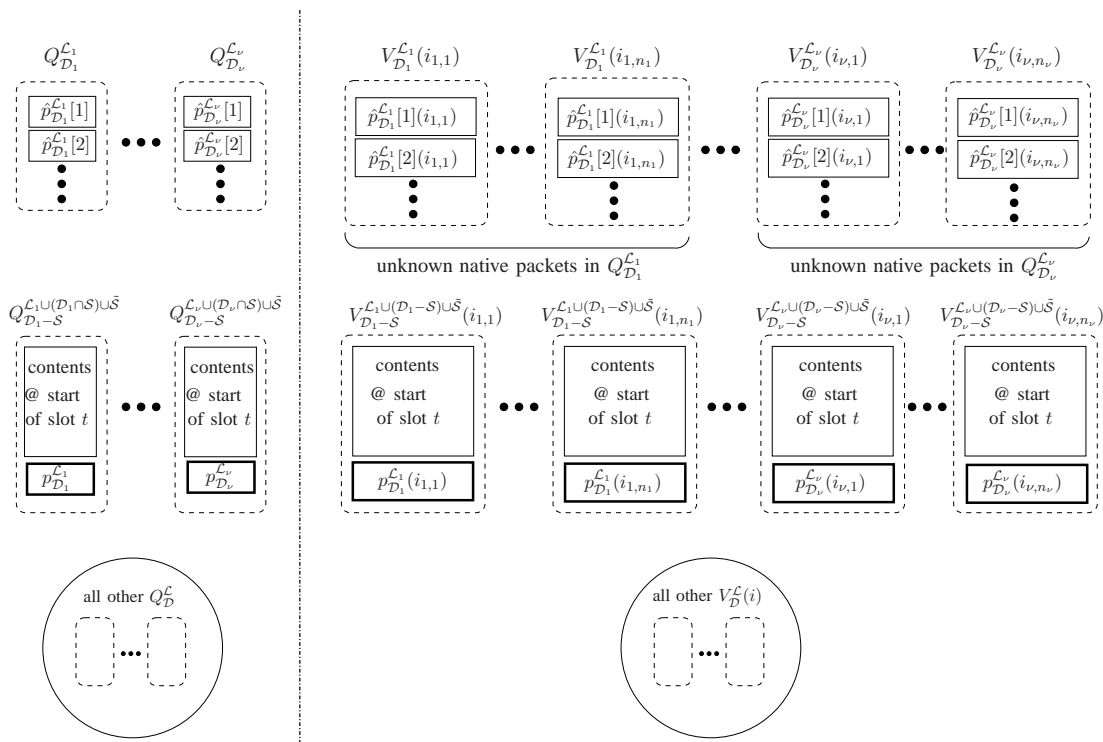 $Q_{\mathcal{D}_1}^{\mathcal{L}_1}$ $Q_{\mathcal{D}_\nu}^{\mathcal{L}_\nu}$ $V_{\mathcal{D}_1}^{\mathcal{L}_1}(i_{1,1})$ $V_{\mathcal{D}_1}^{\mathcal{L}_1}(i_{1,n_1})$ $V_{\mathcal{D}_\nu}^{\mathcal{L}_\nu}(i_{\nu,1})$ $V_{\mathcal{D}_\nu}^{\mathcal{L}_\nu}(i_{\nu,n_\nu})$
$\hat{p}_{\mathcal{D}_1}^{\mathcal{L}_1}[1]$ $\hat{p}_{\mathcal{D}_\nu}^{\mathcal{L}_\nu}[1]$ $\hat{p}_{\mathcal{D}_1}^{\mathcal{L}_1}[1](i_{1,1})$ $\hat{p}_{\mathcal{D}_1}^{\mathcal{L}_1}[1](i_{1,n_1})$ $\hat{p}_{\mathcal{D}_\nu}^{\mathcal{L}_\nu}[1](i_{\nu,1})$ $\hat{p}_{\mathcal{D}_\nu}^{\mathcal{L}_\nu}[1](i_{\nu,n_\nu})$
$\hat{p}_{\mathcal{D}_1}^{\mathcal{L}_1}[2]$ $\hat{p}_{\mathcal{D}_\nu}^{\mathcal{L}_\nu}[2]$ $\hat{p}_{\mathcal{D}_1}^{\mathcal{L}_1}[2](i_{1,1})$ $\hat{p}_{\mathcal{D}_1}^{\mathcal{L}_1}[2](i_{1,n_1})$ $\hat{p}_{\mathcal{D}_\nu}^{\mathcal{L}_\nu}[2](i_{\nu,1})$ $\hat{p}_{\mathcal{D}_\nu}^{\mathcal{L}_\nu}[2](i_{\nu,n_\nu})$
unknown native packets in $Q_{\mathcal{D}_1}^{\mathcal{L}_1}$ unknown native packets in $Q_{\mathcal{D}_\nu}^{\mathcal{L}_\nu}$
$Q_{\mathcal{D}_1-\mathcal{S}}^{\mathcal{L}_1\cup(\mathcal{D}_1\cap\mathcal{S})\cup\bar{\mathcal{S}}}$ $Q_{\mathcal{D}_\nu-\mathcal{S}}^{\mathcal{L}_\nu\cup(\mathcal{D}_\nu\cap\mathcal{S})\cup\bar{\mathcal{S}}}$ $V_{\mathcal{D}_1-\mathcal{S}}^{\mathcal{L}_1\cup(\mathcal{D}_1-\mathcal{S})\cup\bar{\mathcal{S}}}(i_{1,1})$ $V_{\mathcal{D}_1-\mathcal{S}}^{\mathcal{L}_1\cup(\mathcal{D}_1-\mathcal{S})\cup\bar{\mathcal{S}}}(i_{1,n_1})$ $V_{\mathcal{D}_\nu-\mathcal{S}}^{\mathcal{L}_\nu\cup(\mathcal{D}_\nu-\mathcal{S})\cup\bar{\mathcal{S}}}(i_{\nu,1})$ $V_{\mathcal{D}_\nu-\mathcal{S}}^{\mathcal{L}_\nu\cup(\mathcal{D}_\nu-\mathcal{S})\cup\bar{\mathcal{S}}}(i_{\nu,n_\nu})$
contents contents contents contents contents contents
@ start @ start @ start @ start @ start @ start
of slot $t$ of slot $t$ of slot $t$ of slot $t$ of slot $t$ of slot $t$
$p_{\mathcal{D}_1}^{\mathcal{L}_1}$ $p_{\mathcal{D}_\nu}^{\mathcal{L}_\nu}$ $p_{\mathcal{D}_1}^{\mathcal{L}_1}(i_{1,1})$ $p_{\mathcal{D}_1}^{\mathcal{L}_1}(i_{1,n_1})$ $p_{\mathcal{D}_\nu}^{\mathcal{L}_\nu}(i_{\nu,1})$ $p_{\mathcal{D}_\nu}^{\mathcal{L}_\nu}(i_{\nu,n_\nu})$
all other $Q_{\mathcal{D}}^{\mathcal{L}}$ all other $V_{\mathcal{D}}^{\mathcal{L}}(i)$